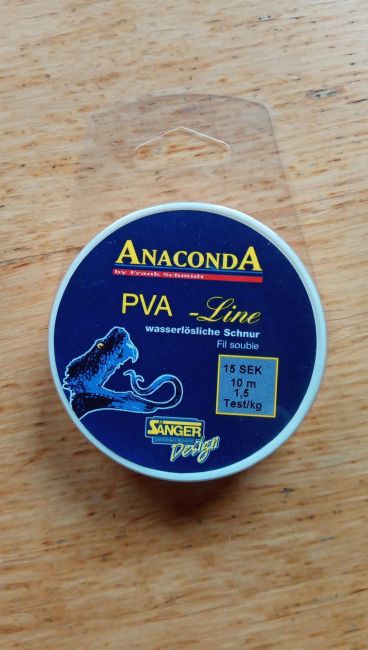 ANACONDA
by Frank Schmidt
PVA -Line
wasserlösliche Schnur
Fil souble
15 SEK
10 m
1,5
Test/kg
SÄNGER
Design